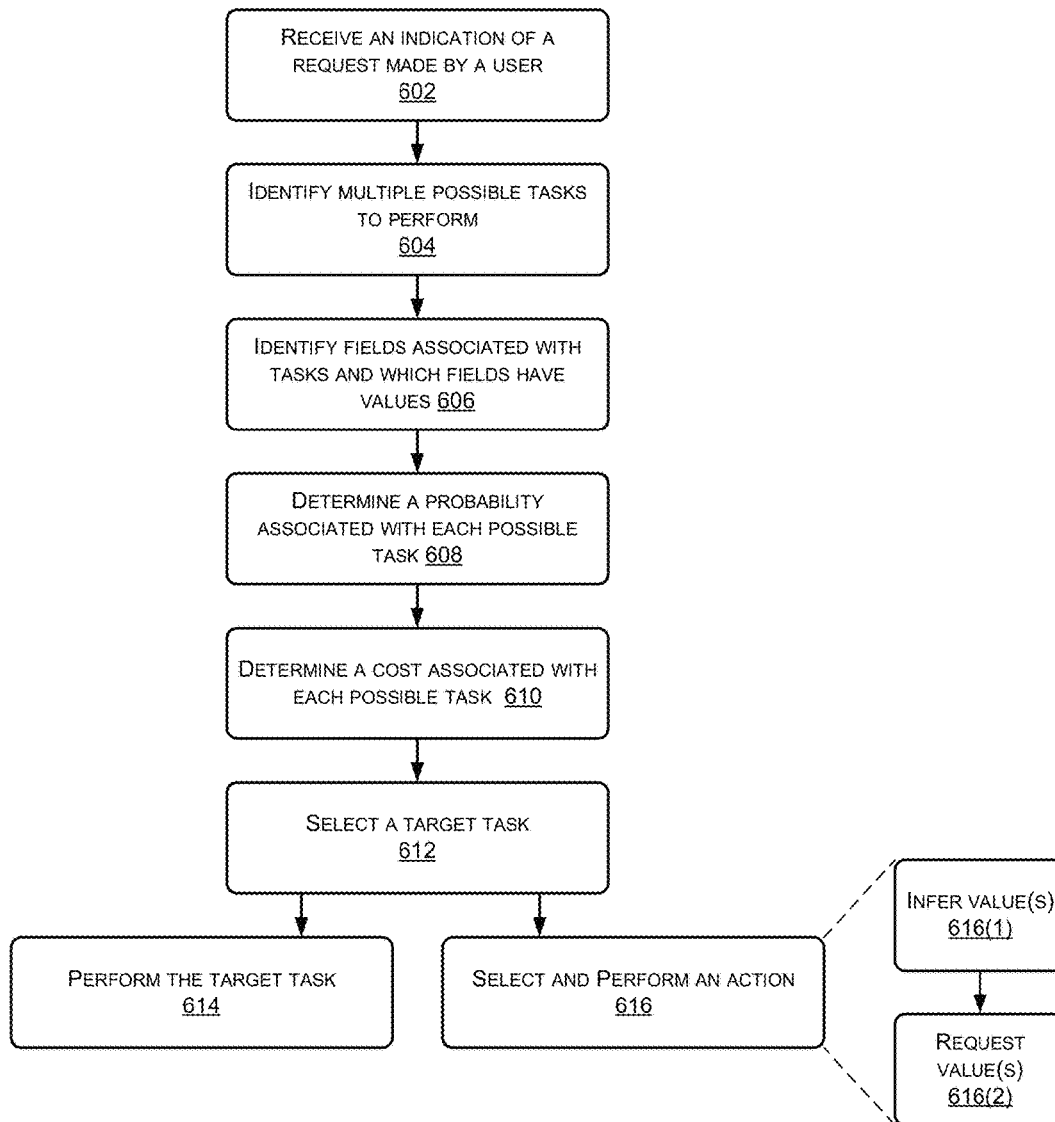 RECEIVE AN INDICATION OF A
REQUEST MADE BY A USER
602
IDENTIFY MULTIPLE POSSIBLE TASKS
TO PERFORM
604
IDENTIFY FIELDS ASSOCIATED WITH
TASKS AND WHICH FIELDS HAVE
VALUES 606
DETERMINE A PROBABILITY
ASSOCIATED WITH EACH POSSIBLE
TASK 608
DETERMINE A COST ASSOCIATED WITH
EACH POSSIBLE TASK 610
SELECT A TARGET TASK
612
PERFORM THE TARGET TASK
614
SELECT AND PERFORM AN ACTION
616
INFER VALUE(S)
616(1)
REQUEST
VALUE(S)
616(2)